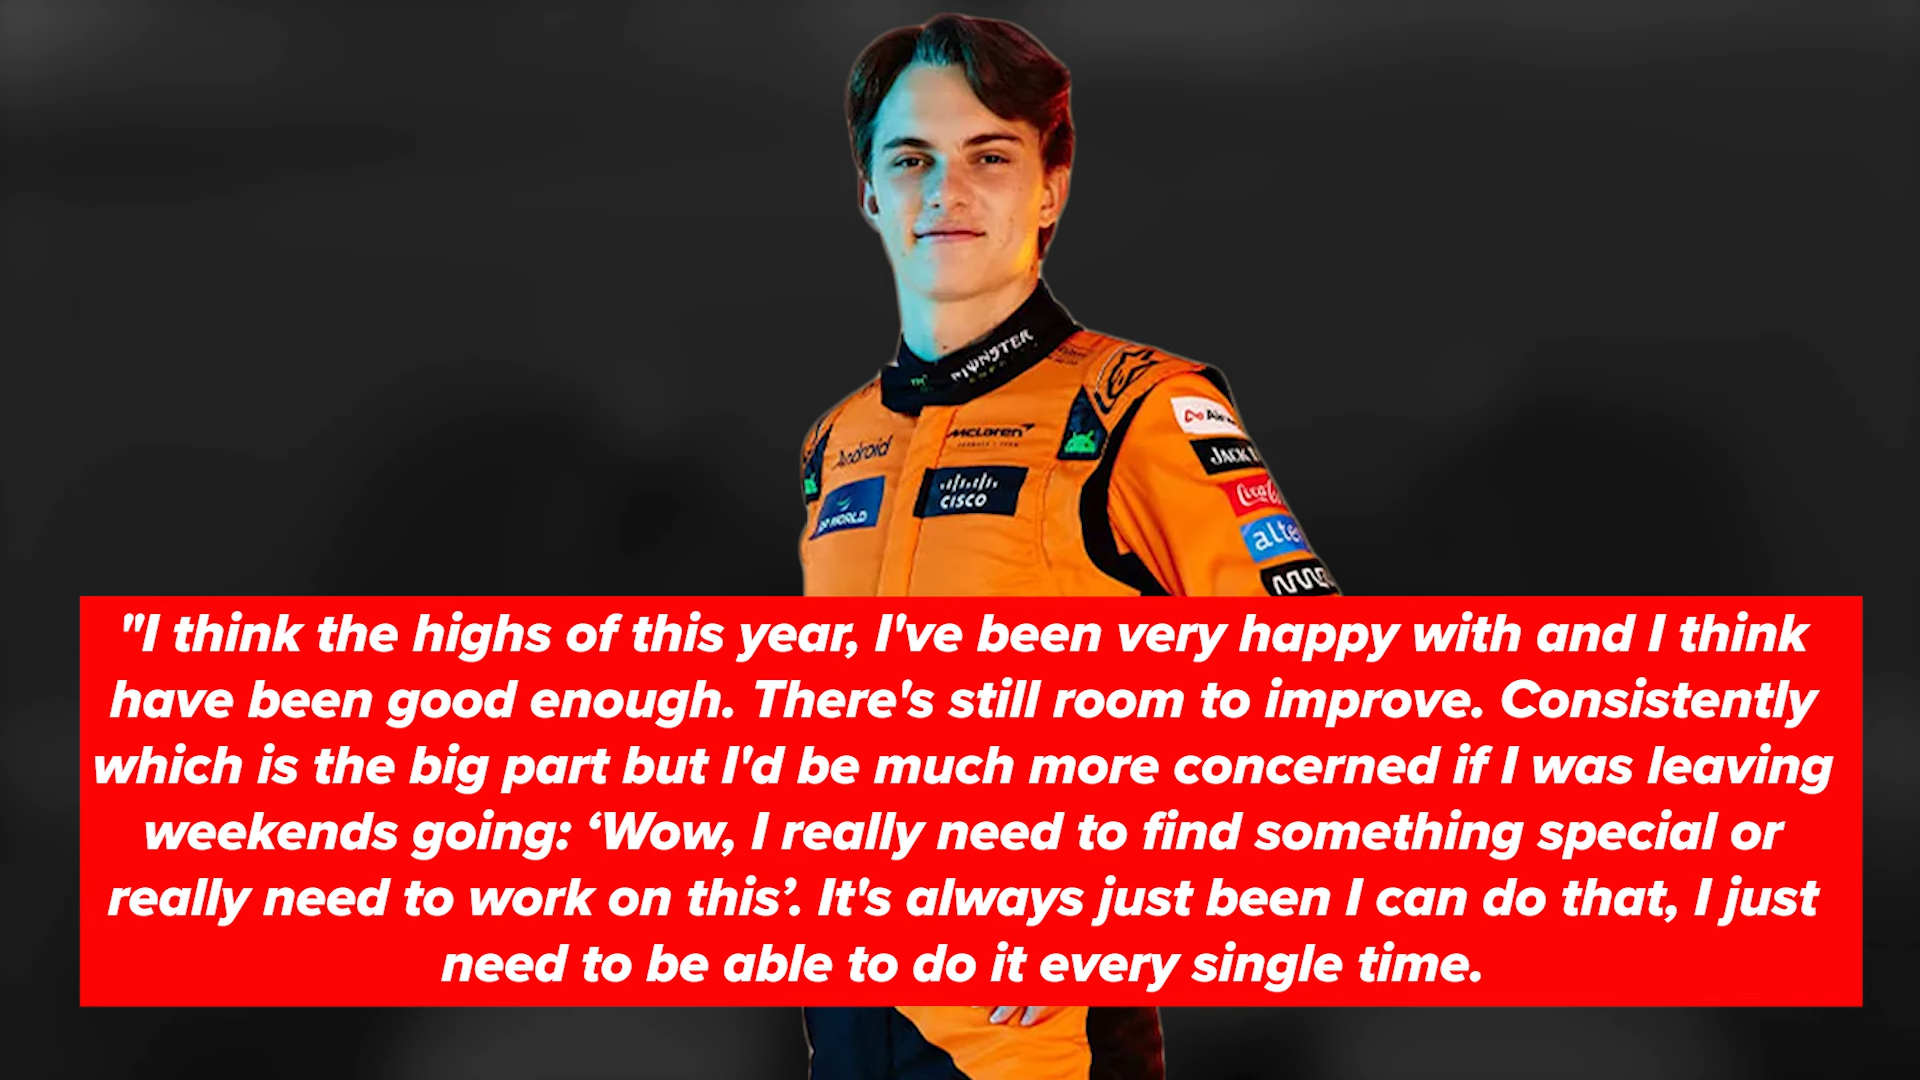 MONSTER
Android
McLaren
CISCO
WORLD
JACK
alte
"I think the highs of this year, I've been very happy with and I think
have been good enough. There's still room to improve. Consistently
which is the big part but I'd be much more concerned if I was leaving
weekends going: ‘Wow, I really need to find something special or
really need to work on this’. It's always just been I can do that, I just
need to be able to do it every single time.